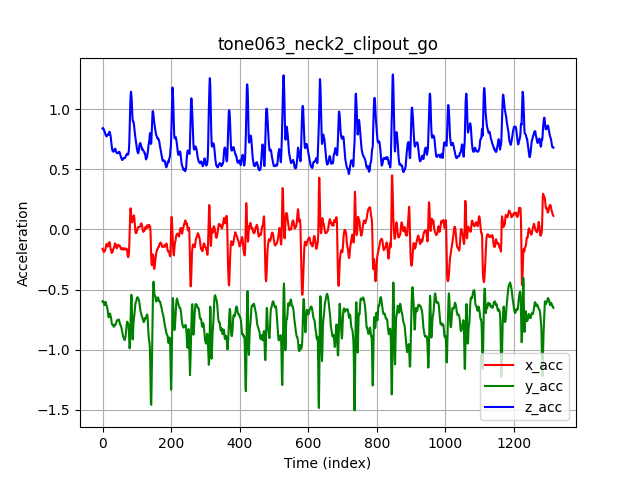 tone063_neck2_clipout_go
Acceleration
1.0
0.5
0.0
−0.5
−1.0
−1.5
0 200 400 600 800 1000 1200
Time (index)
x_acc
y_acc
z_acc